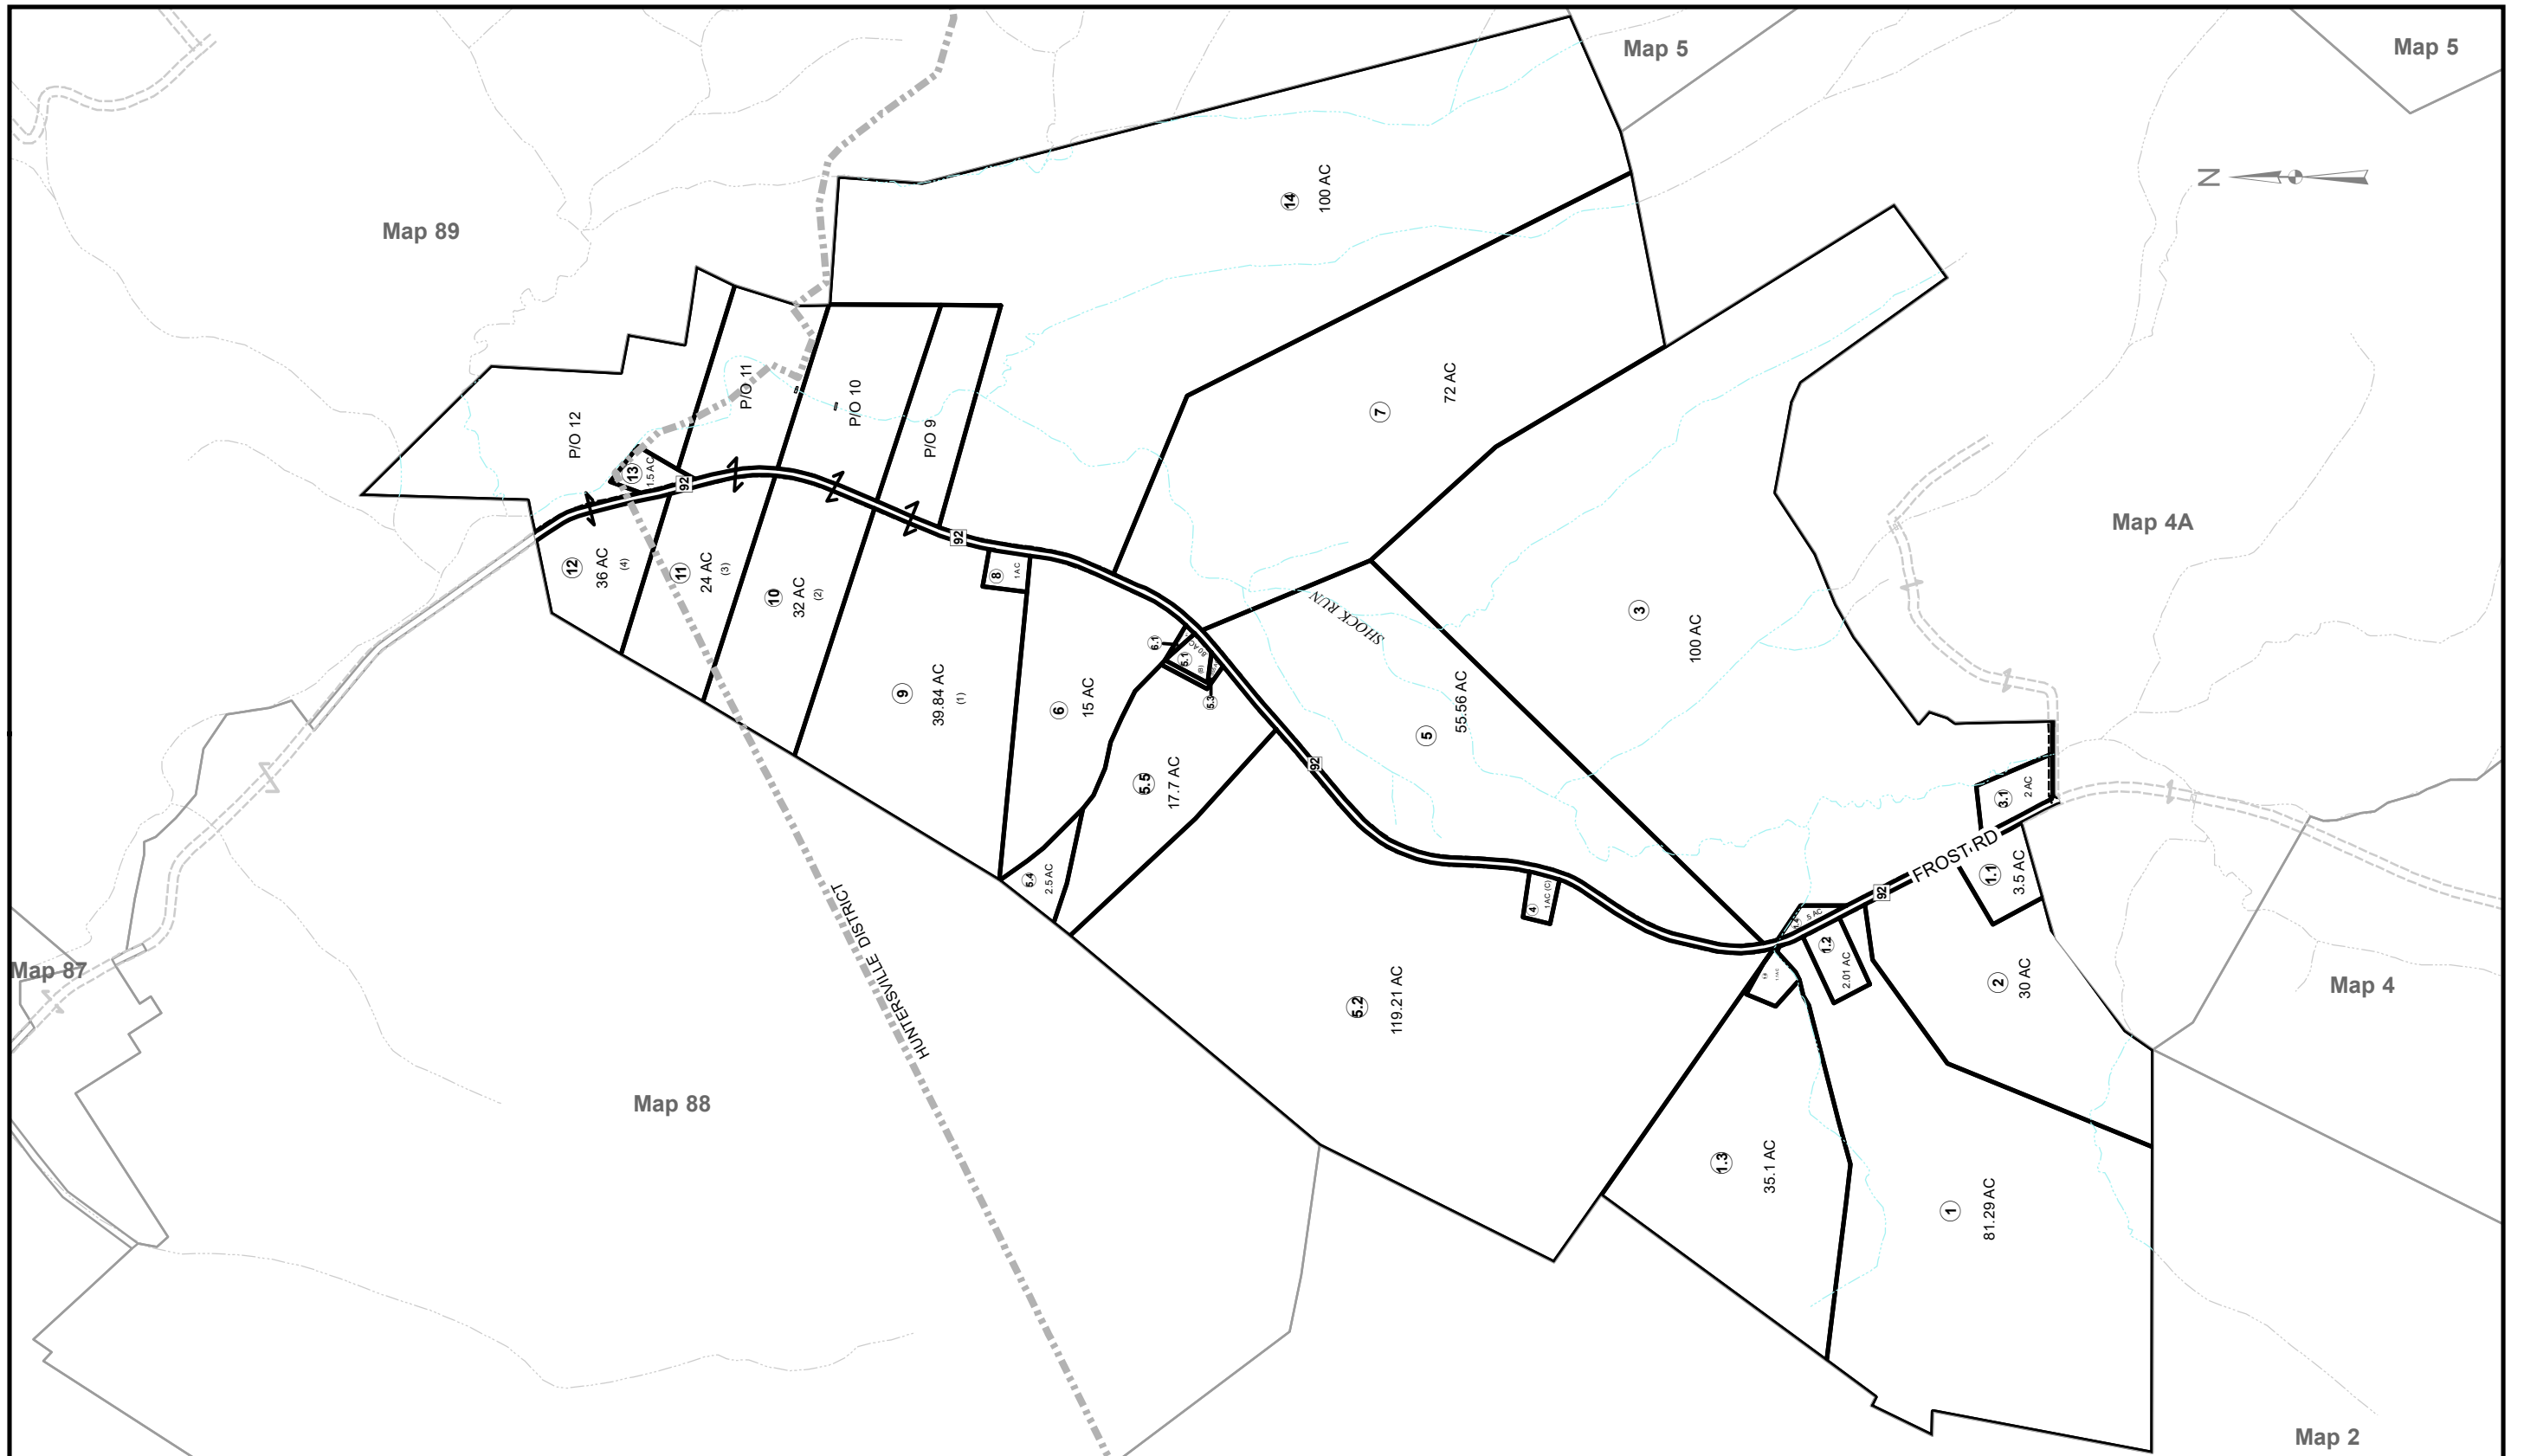 Map 5
Map 5
N
Map 89
Map 4A
Map 4
Map 2
Map 87
Map 88
14
100 AC
7
72 AC
3
100 AC
SHOCK RUN
5
55.56 AC
P/O 12
P/O 11
P/O 10
P/O 9
13
1.5 AC
92
12
36 AC
(4)
11
24 AC
(3)
10
32 AC
(2)
9
39.84 AC
(1)
92
8
1 AC
6
15 AC
6.1
5.1
(B)
5.3
5.5
17.7 AC
5.4
2.5 AC
92
5.2
119.21 AC
4
1 AC (C)
HUNTERSVILLE DISTRICT
3.1
2 AC
FROST RD
92
1.1
3.5 AC
.5 AC
1.2
2.01 AC
2
30 AC
1.3
35.1 AC
1
81.29 AC